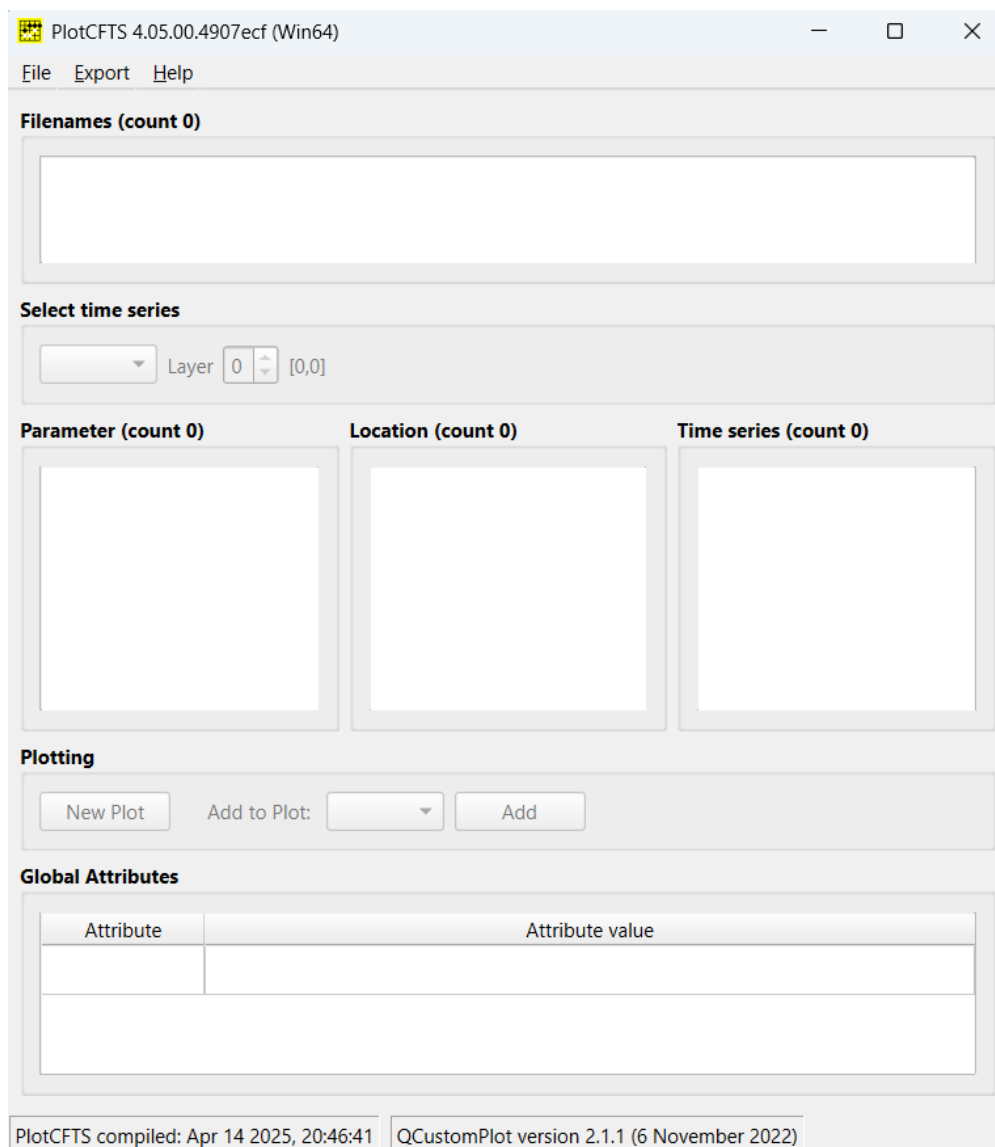 PlotCFTS 4.05.00.4907ecf (Win64)
File Export Help
Filenames (count 0)
Select time series
Layer 0 [0,0]
Parameter (count 0) Location (count 0) Time series (count 0)
Plotting
New Plot Add to Plot: Add
Global Attributes
Attribute Attribute value
PlotCFTS compiled: Apr 14 2025, 20:46:41 QCustomPlot version 2.1.1 (6 November 2022)